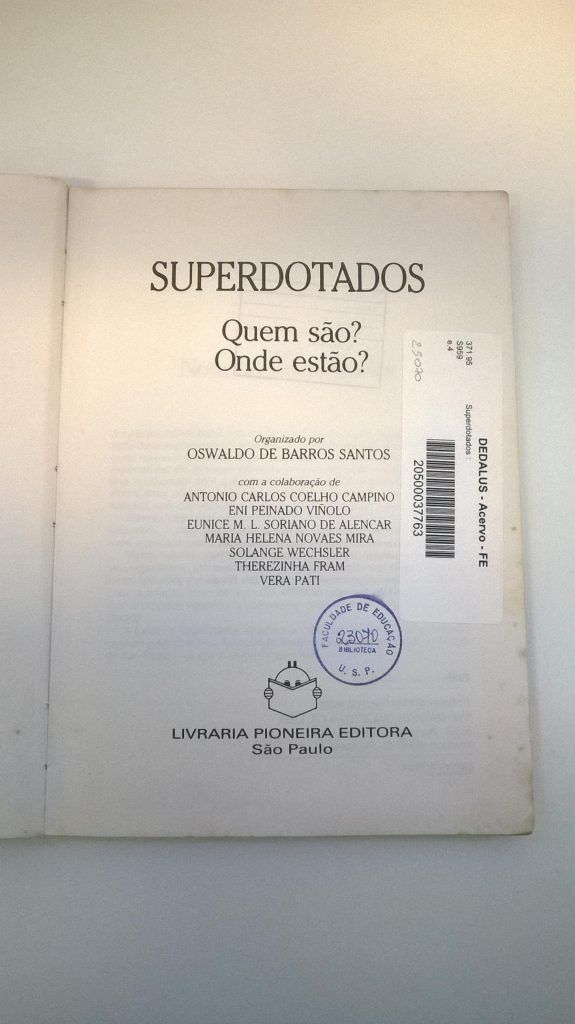 SUPERDOTADOS
Quem são?
Onde estão?
Organizado por
OSWALDO DE BARROS SANTOS
com a colaboração de
ANTONIO CARLOS COELHO CAMPINO
ENI PEINADO VIÑOLO
EUNICE M. L. SORIANO DE ALENCAR
MARIA HELENA NOVAES MIRA
SOLANGE WECHSLER
THEREZINHA FRAM
VERA PATI
LIVRARIA PIONEIRA EDITORA
São Paulo
FACULDADE DE EDUCAÇÃO
23070
BIBLIOTECA
U. S. P.
371.95
S959
e.4
23070
Superdotados :
20500037763
DEDALUS - Acervo - FE